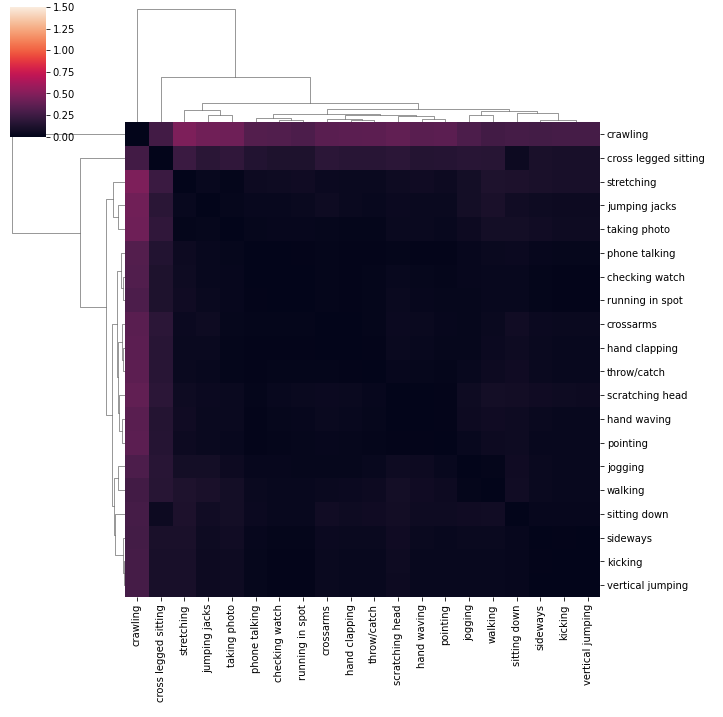 1.50
1.25
1.00
0.75
0.50
0.25
0.00
crawling
cross legged sitting
stretching
jumping jacks
taking photo
phone talking
checking watch
running in spot
crossarms
hand clapping
throw/catch
scratching head
hand waving
pointing
jogging
walking
sitting down
sideways
kicking
vertical jumping
crawling
cross legged sitting
stretching
jumping jacks
taking photo
phone talking
checking watch
running in spot
crossarms
hand clapping
throw/catch
scratching head
hand waving
pointing
jogging
walking
sitting down
sideways
kicking
vertical jumping